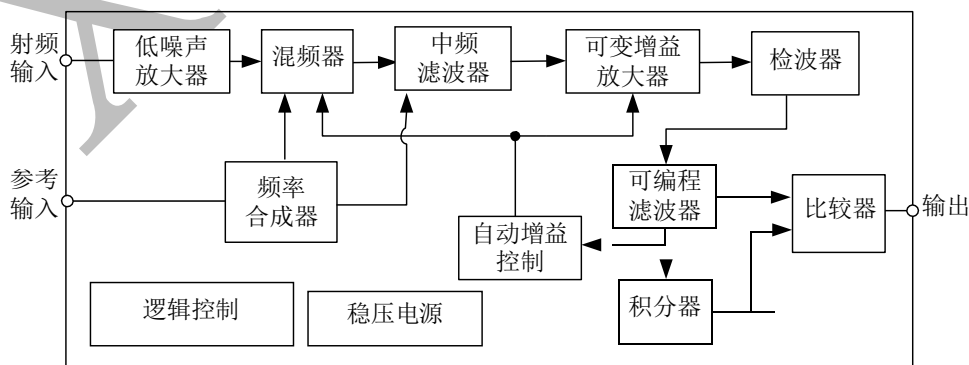 射频
输入
低噪声
放大器
混频器
中频
滤波器
可变增益
放大器
检波器
参考
输入
频率
合成器
自动增益
控制
可编程
滤波器
比较器
输出
逻辑控制
稳压电源
积分器